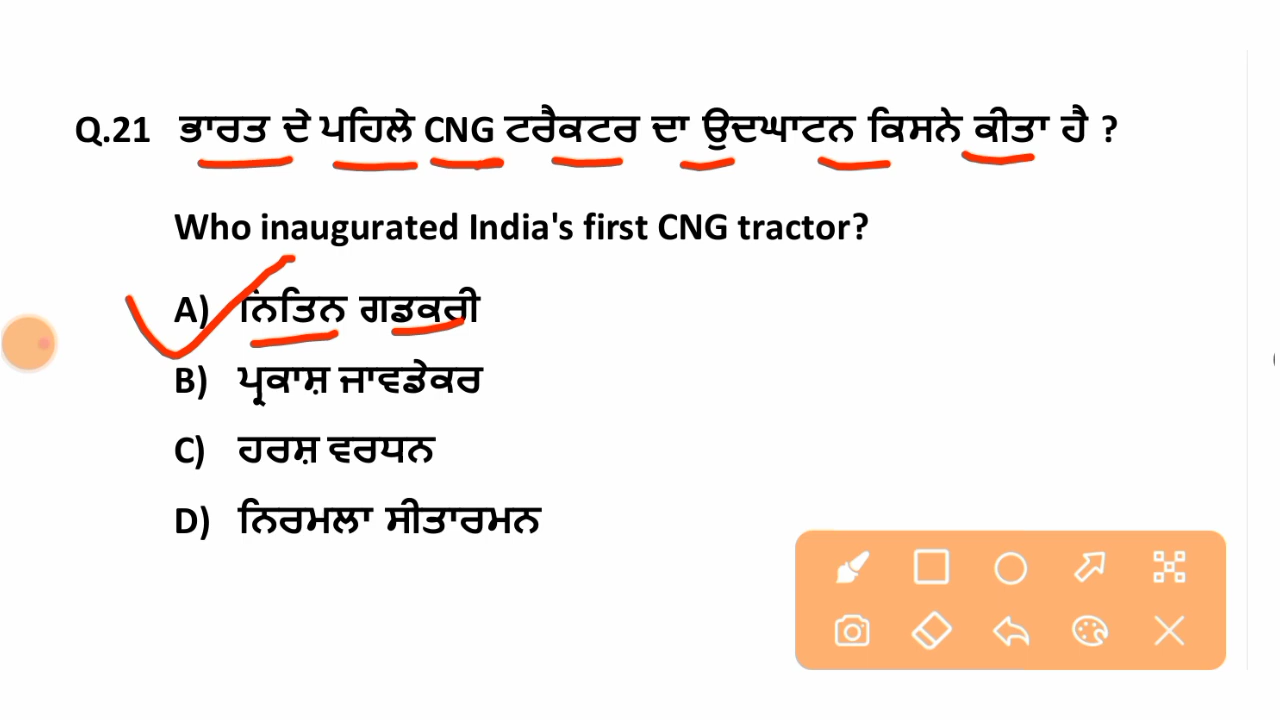 Q.21 ਭਾਰਤ ਦੇ ਪਹਿਲੇ CNG ਟਰੈਕਟਰ ਦਾ ਉਦਘਾਟਨ ਕਿਸਨੇ ਕੀਤਾ ਹੈ ?
Who inaugurated India's first CNG tractor?
A) ਨਿਤਿਨ ਗਡਕਰੀ
B) ਪ੍ਰਕਾਸ਼ ਜਾਵਡੇਕਰ
C) ਹਰਸ਼ ਵਰਧਨ
D) ਨਿਰਮਲਾ ਸੀਤਾਰਮਨ